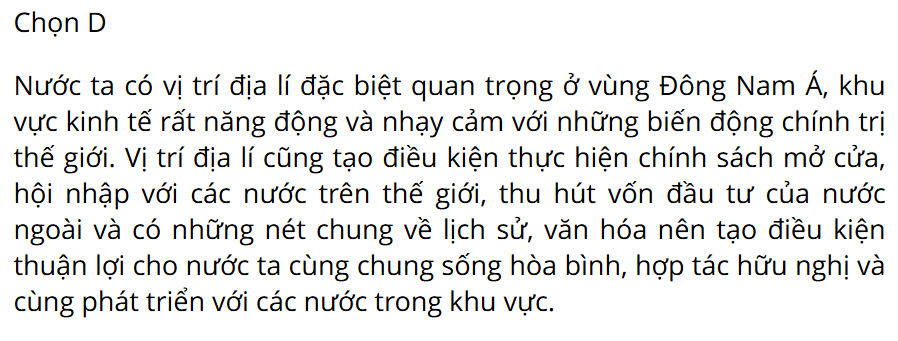 Chọn D
Nước ta có vị trí địa lí đặc biệt quan trọng ở vùng Đông Nam Á, khu
vực kinh tế rất năng động và nhạy cảm với những biến động chính trị
thế giới. Vị trí địa lí cũng tạo điều kiện thực hiện chính sách mở cửa,
hội nhập với các nước trên thế giới, thu hút vốn đầu tư của nước
ngoài và có những nét chung về lịch sử, văn hóa nên tạo điều kiện
thuận lợi cho nước ta cùng chung sống hòa bình, hợp tác hữu nghị và
cùng phát triển với các nước trong khu vực.